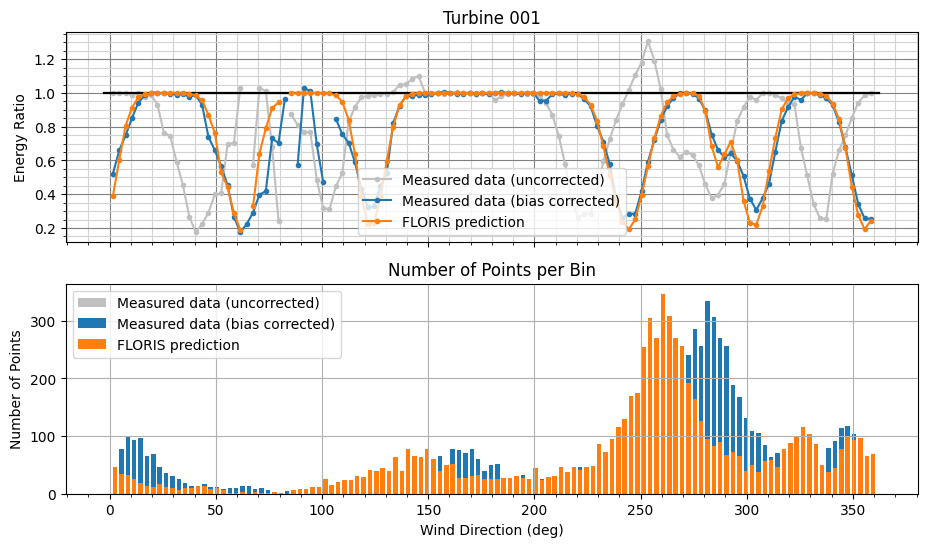 Turbine 001
Energy Ratio
1.2
1.0
0.8
0.6
0.4
0.2
Measured data (uncorrected)
Measured data (bias corrected)
FLORIS prediction
Number of Points per Bin
Number of Points
300
200
100
0
Measured data (uncorrected)
Measured data (bias corrected)
FLORIS prediction
0 50 100 150 200 250 300 350
Wind Direction (deg)